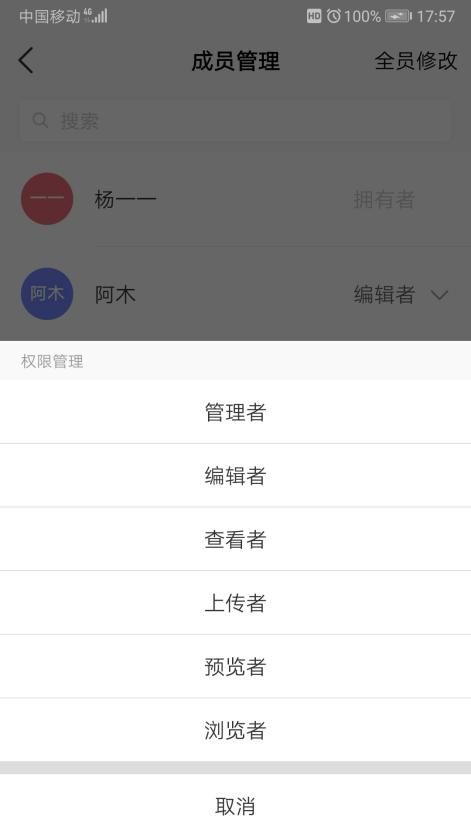 中国移动 4G HD 100% 17:57
成员管理 全员修改
搜索
一一 杨一一 拥有者
阿木 阿木 编辑者
权限管理
管理者
编辑者
查看者
上传者
预览者
浏览者
取消